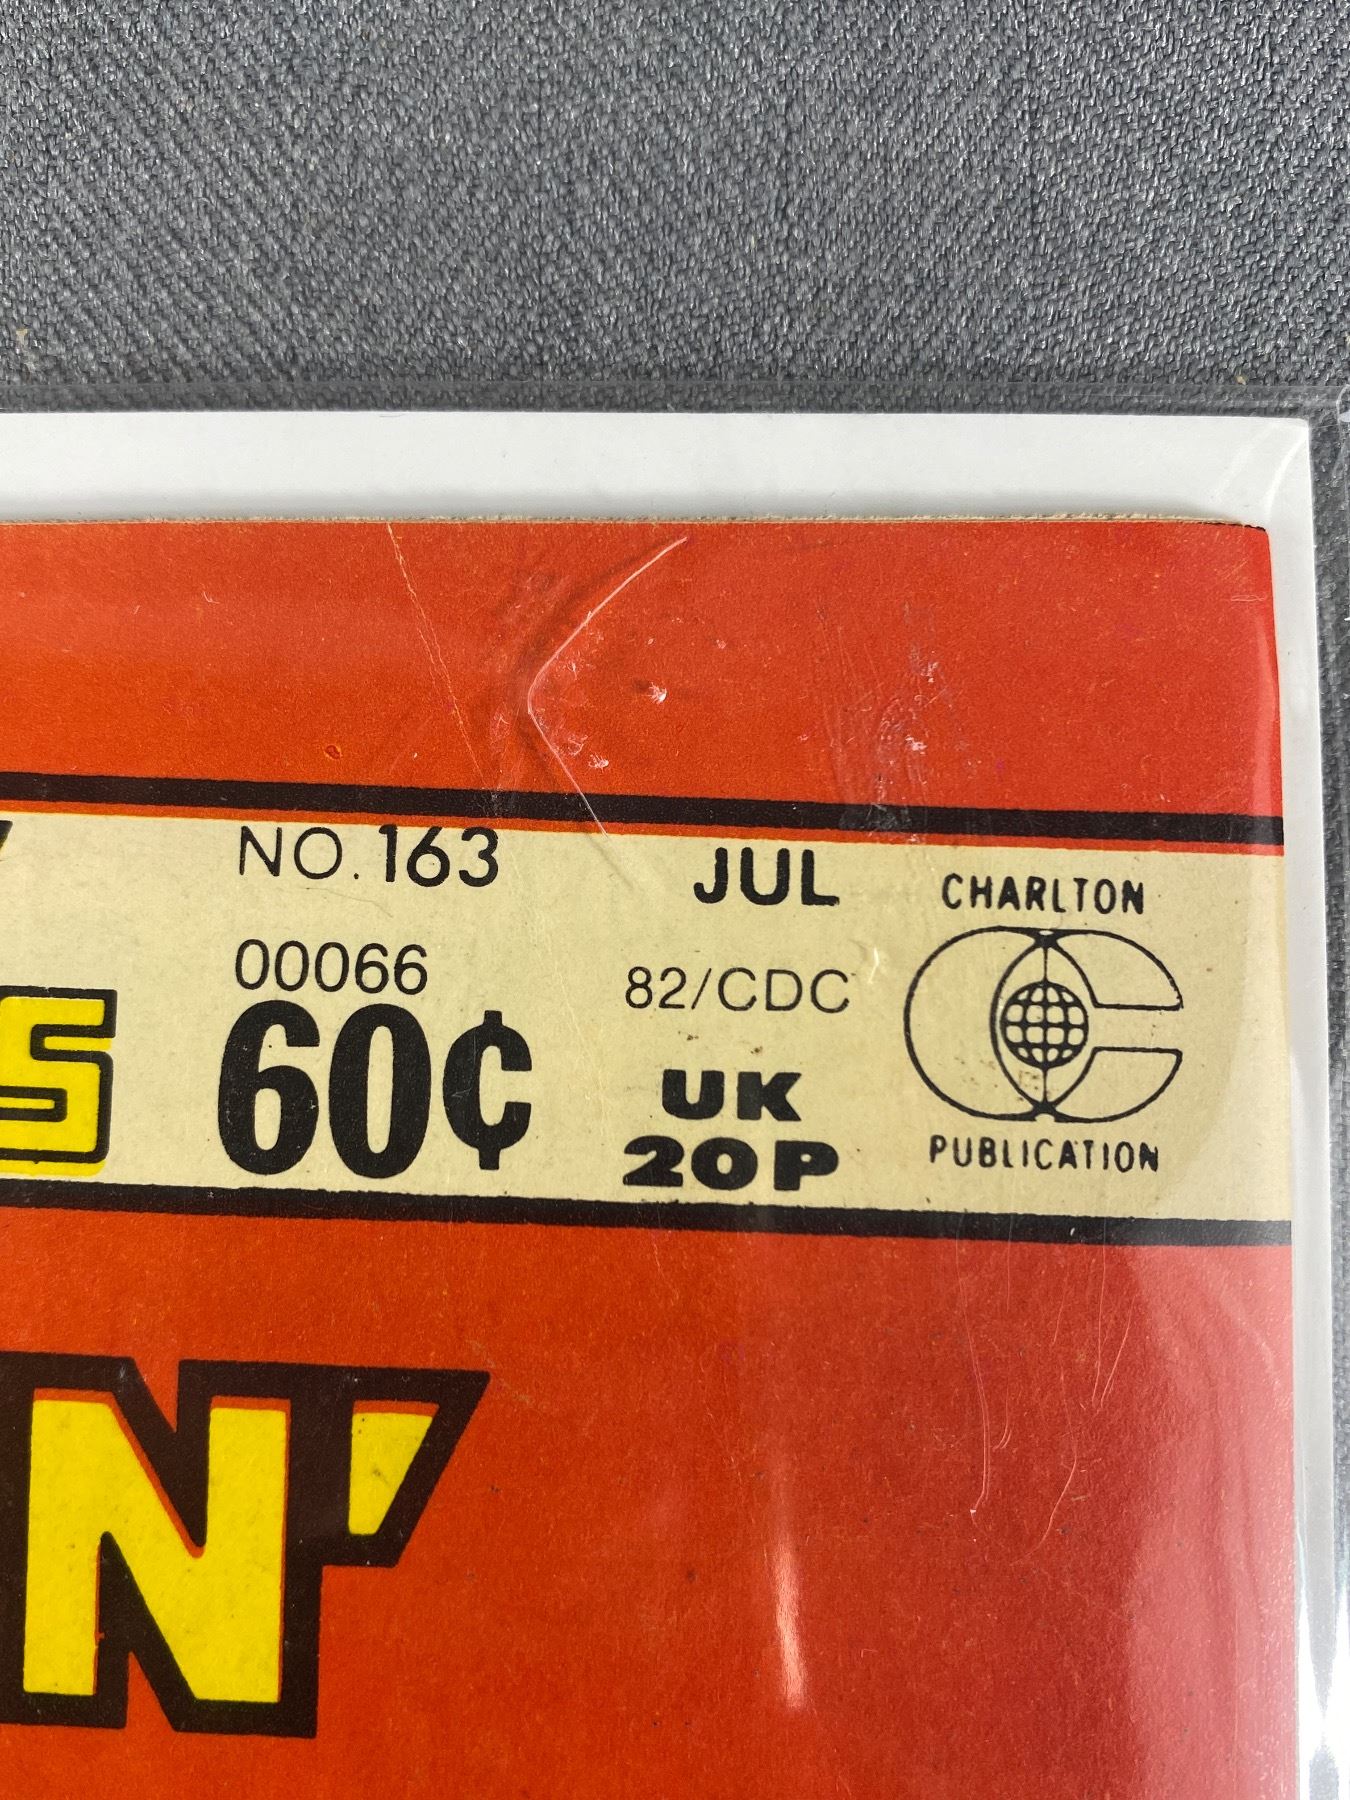 NO. 163
JUL
CHARLTON
00066
82/CDC
S
60¢
UK
20P
PUBLICATION
N'